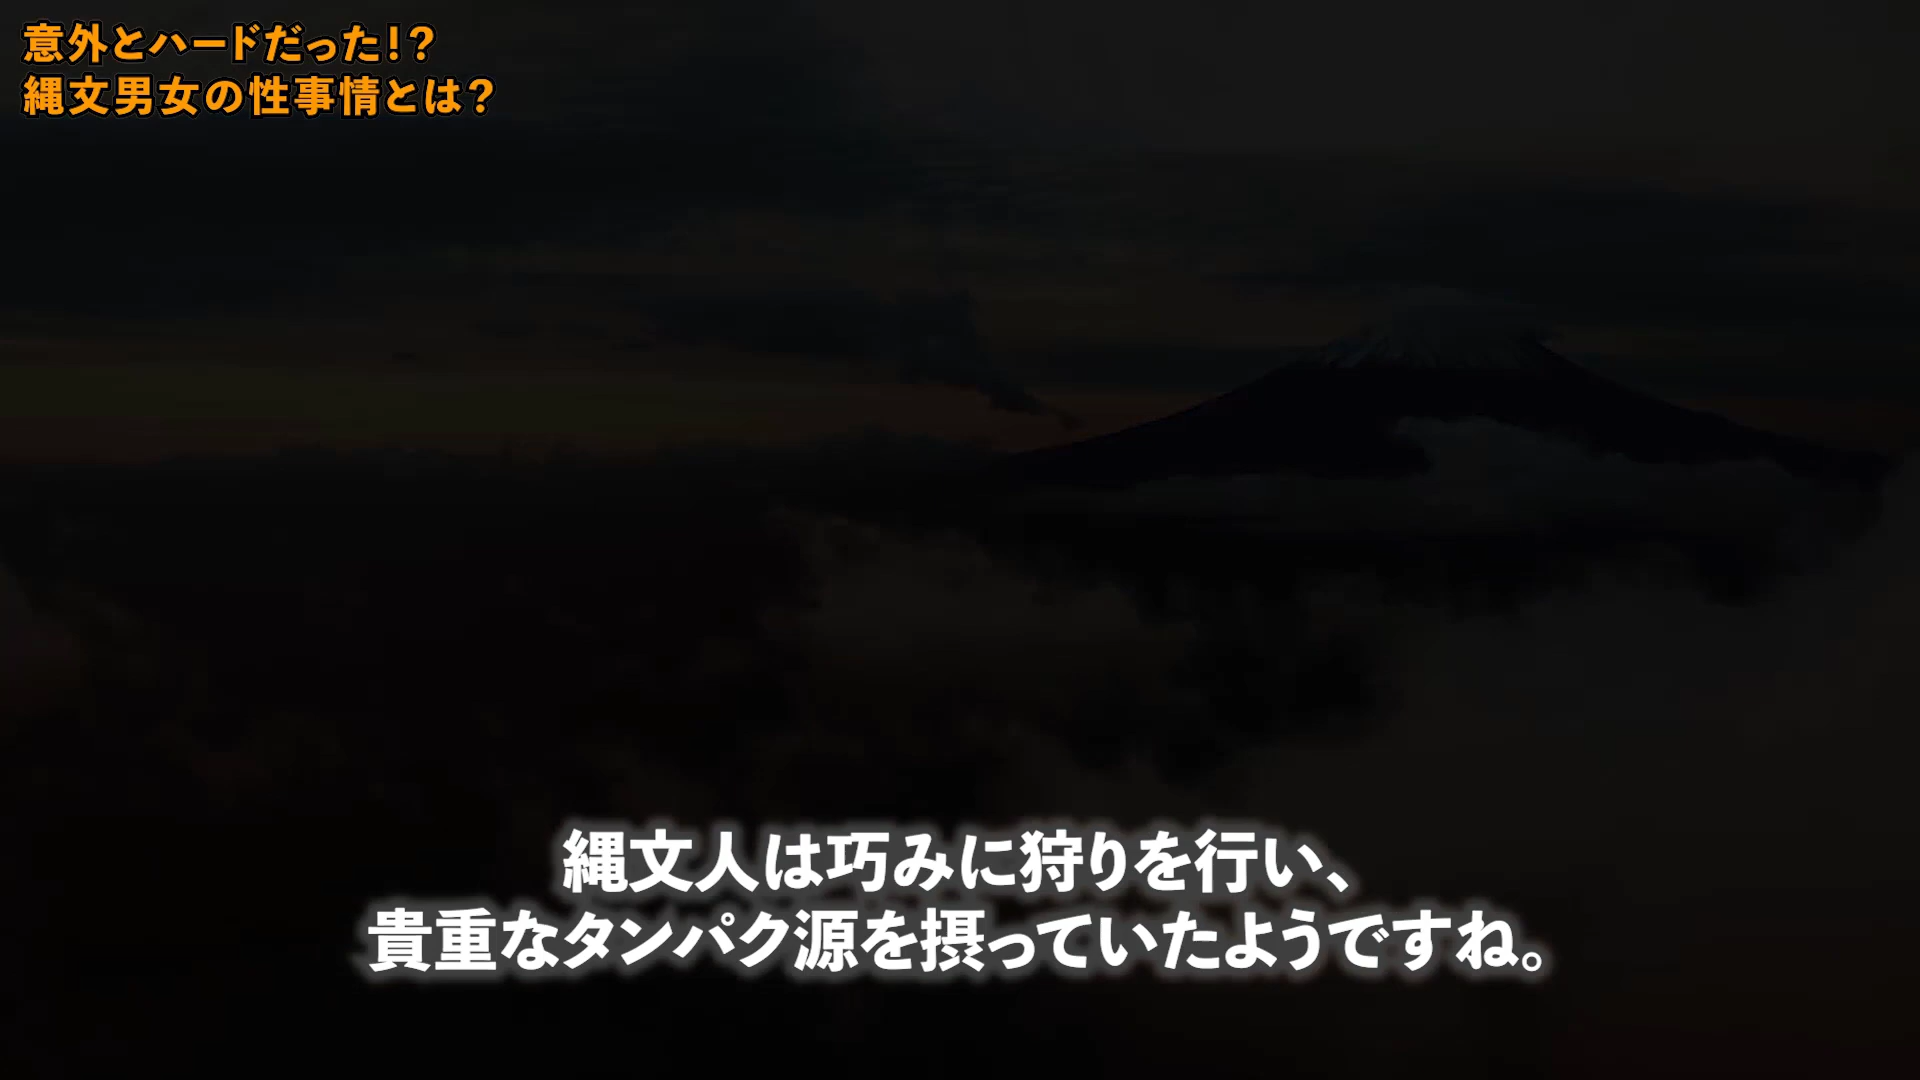 意外とハードだった!?
縄文男女の性事情とは?
縄文人は巧みに狩りを行い、
貴重なタンパク源を摂っていたようですね。